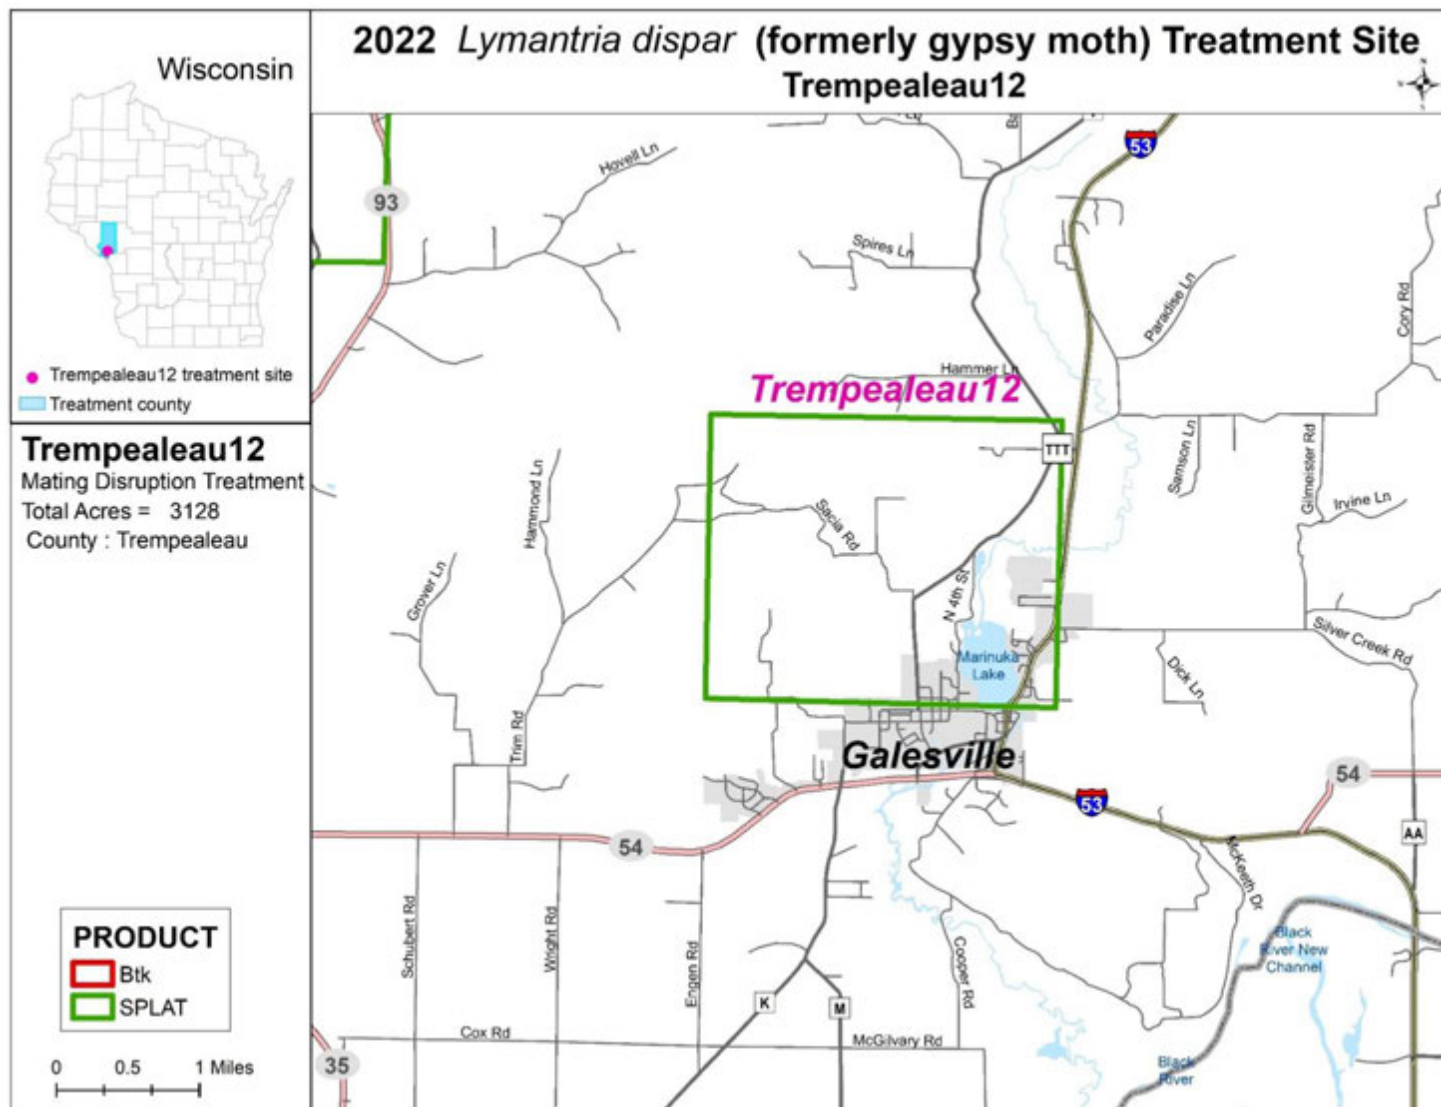 2022 Lymantria dispar (formerly gypsy moth) Treatment Site
Trempealeau12
Wisconsin
Trempealeau12 treatment site
Treatment county
Trempealeau12
Mating Disruption Treatment
Total Acres = 3128
County : Trempealeau
PRODUCT
Btk
SPLAT
0 0.5 1 Miles
N
53
93
Hovell Ln
Spires Ln
Paradise Ln
Cory Rd
Hammer Ln
Trempealeau12
TTT
Samson Ln
Gilmeister Rd
Irvine Ln
Hammond Ln
Sacia Rd
Grover Ln
N 4th St
Marinuka
Lake
Silver Creek Rd
Dick Ln
Trim Rd
Galesville
54
53
54
AA
McKeeth Dr
Schubert Rd
Wright Rd
Engen Rd
Cooper Rd
Black
River New
Channel
K
M
Cox Rd
McGilvary Rd
35
Black
River